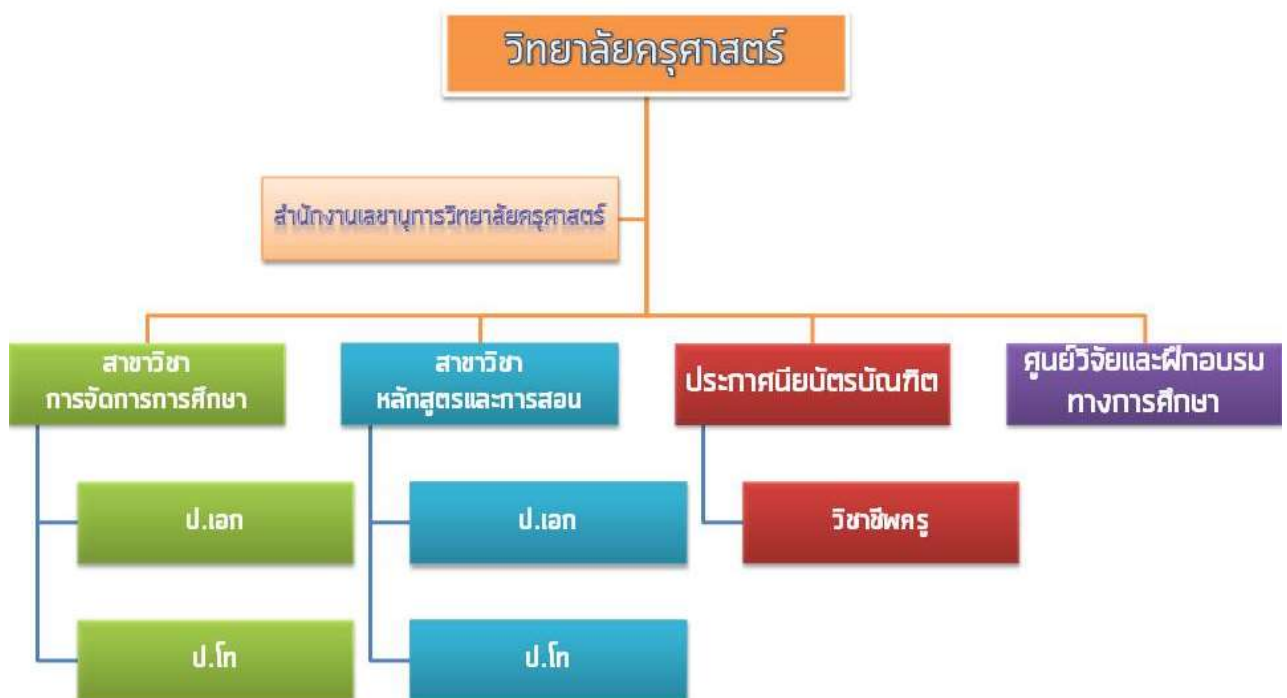 วิทยาลัยครุศาสตร์
สำนักงานเลขานุการวิทยาลัยครุศาสตร์
สาขาวิชา
การจัดการการศึกษา
สาขาวิชา
หลักสูตรและการสอน
ประกาศนียบัตรบัณฑิต
ศูนย์วิจัยและฝึกอบรม
ทางการศึกษา
ป.เอก
ป.เอก
วิชาชีพครู
ป.โท
ป.โท